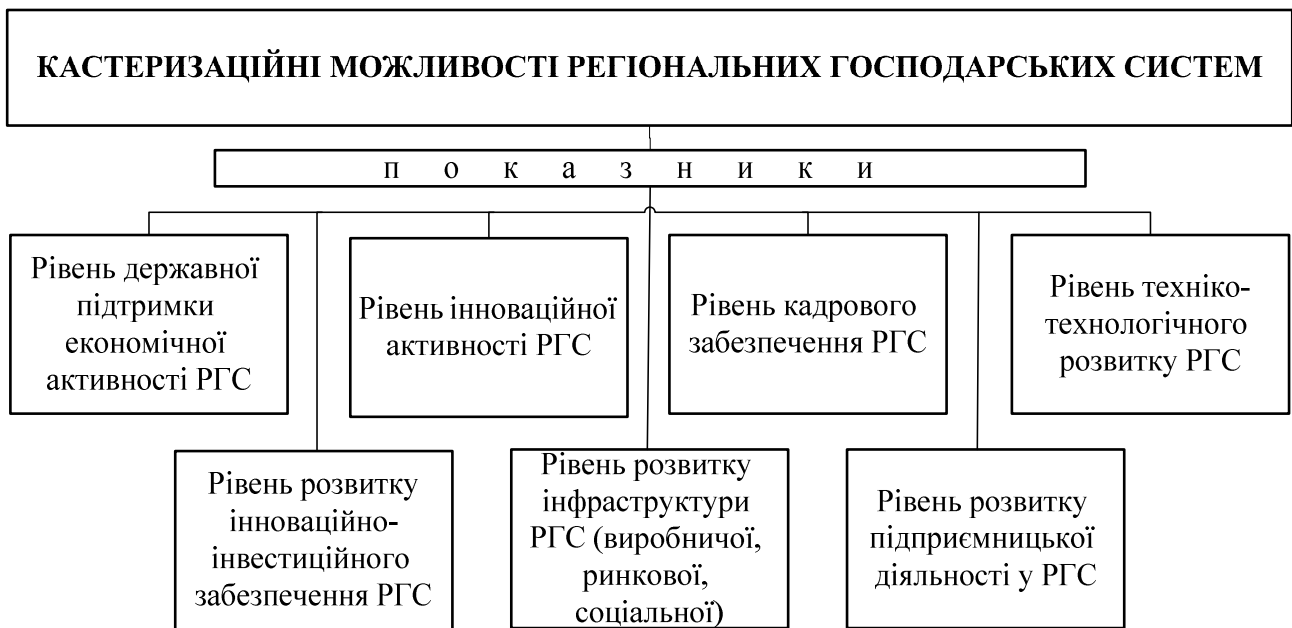 КАСТЕРИЗАЦІЙНІ МОЖЛИВОСТІ РЕГІОНАЛЬНИХ ГОСПОДАРСЬКИХ СИСТЕМ
п о к а з н и к и
Рівень державної
підтримки
економічної
активності РГС
Рівень інноваційної
активності РГС
Рівень кадрового
забезпечення РГС
Рівень техніко-
технологічного
розвитку РГС
Рівень розвитку
інноваційно-
інвестиційного
забезпечення РГС
Рівень розвитку
інфраструктури
РГС (виробничої,
ринкової,
соціальної)
Рівень розвитку
підприємницької
діяльності у РГС